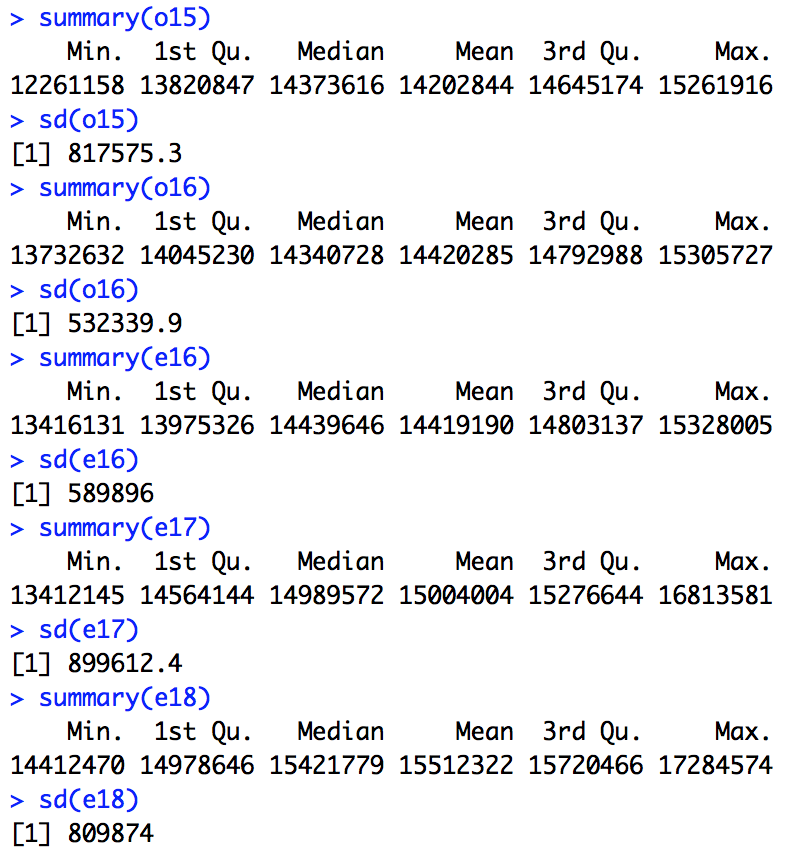 > summary(o15)
    Min.  1st Qu.   Median     Mean  3rd Qu.     Max.
12261158 13820847 14373616 14202844 14645174 15261916
> sd(o15)
[1] 817575.3
> summary(o16)
    Min.  1st Qu.   Median     Mean  3rd Qu.     Max.
13732632 14045230 14340728 14420285 14792988 15305727
> sd(o16)
[1] 532339.9
> summary(e16)
    Min.  1st Qu.   Median     Mean  3rd Qu.     Max.
13416131 13975326 14439646 14419190 14803137 15328005
> sd(e16)
[1] 589896
> summary(e17)
    Min.  1st Qu.   Median     Mean  3rd Qu.     Max.
13412145 14564144 14989572 15004004 15276644 16813581
> sd(e17)
[1] 899612.4
> summary(e18)
    Min.  1st Qu.   Median     Mean  3rd Qu.     Max.
14412470 14978646 15421779 15512322 15720466 17284574
> sd(e18)
[1] 809874